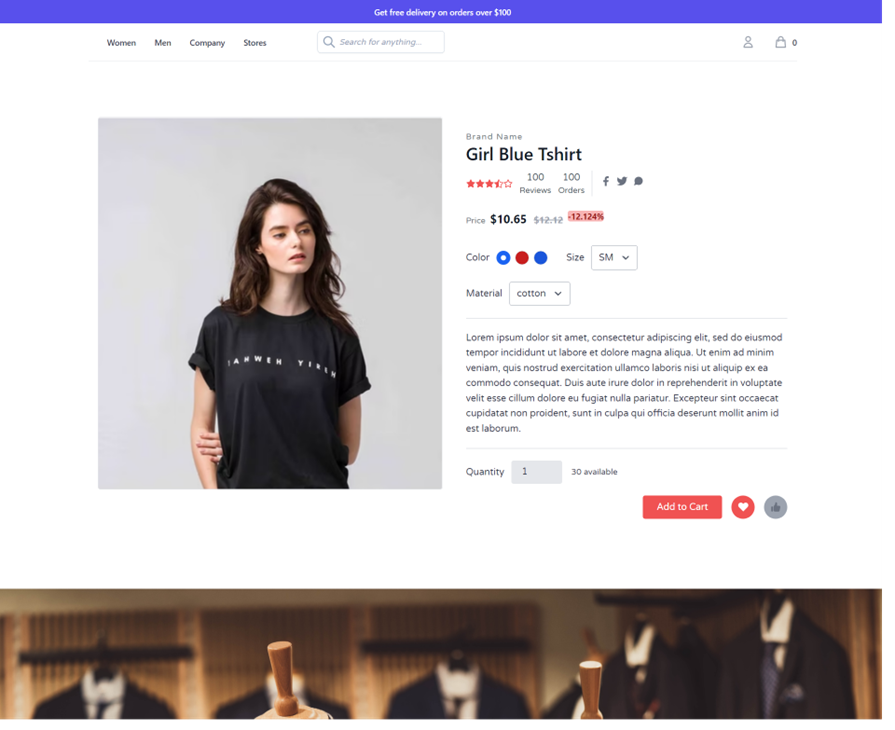 Get free delivery on orders over $100
Women Men Company Stores Search for anything... 0
Brand Name
Girl Blue Tshirt
100 100
Reviews Orders
Price $10.65 $12.12 -12.124%
Color Size SM
Material cotton
Lorem ipsum dolor sit amet, consectetur adipiscing elit, sed do eiusmod
tempor incididunt ut labore et dolore magna aliqua. Ut enim ad minim
veniam, quis nostrud exercitation ullamco laboris nisi ut aliquip ex ea
commodo consequat. Duis aute irure dolor in reprehenderit in voluptate
velit esse cillum dolore eu fugiat nulla pariatur. Excepteur sint occaecat
cupidatat non proident, sunt in culpa qui officia deserunt mollit anim id
est laborum.
Quantity 1 30 available
Add to Cart
YAHWEH YIREH